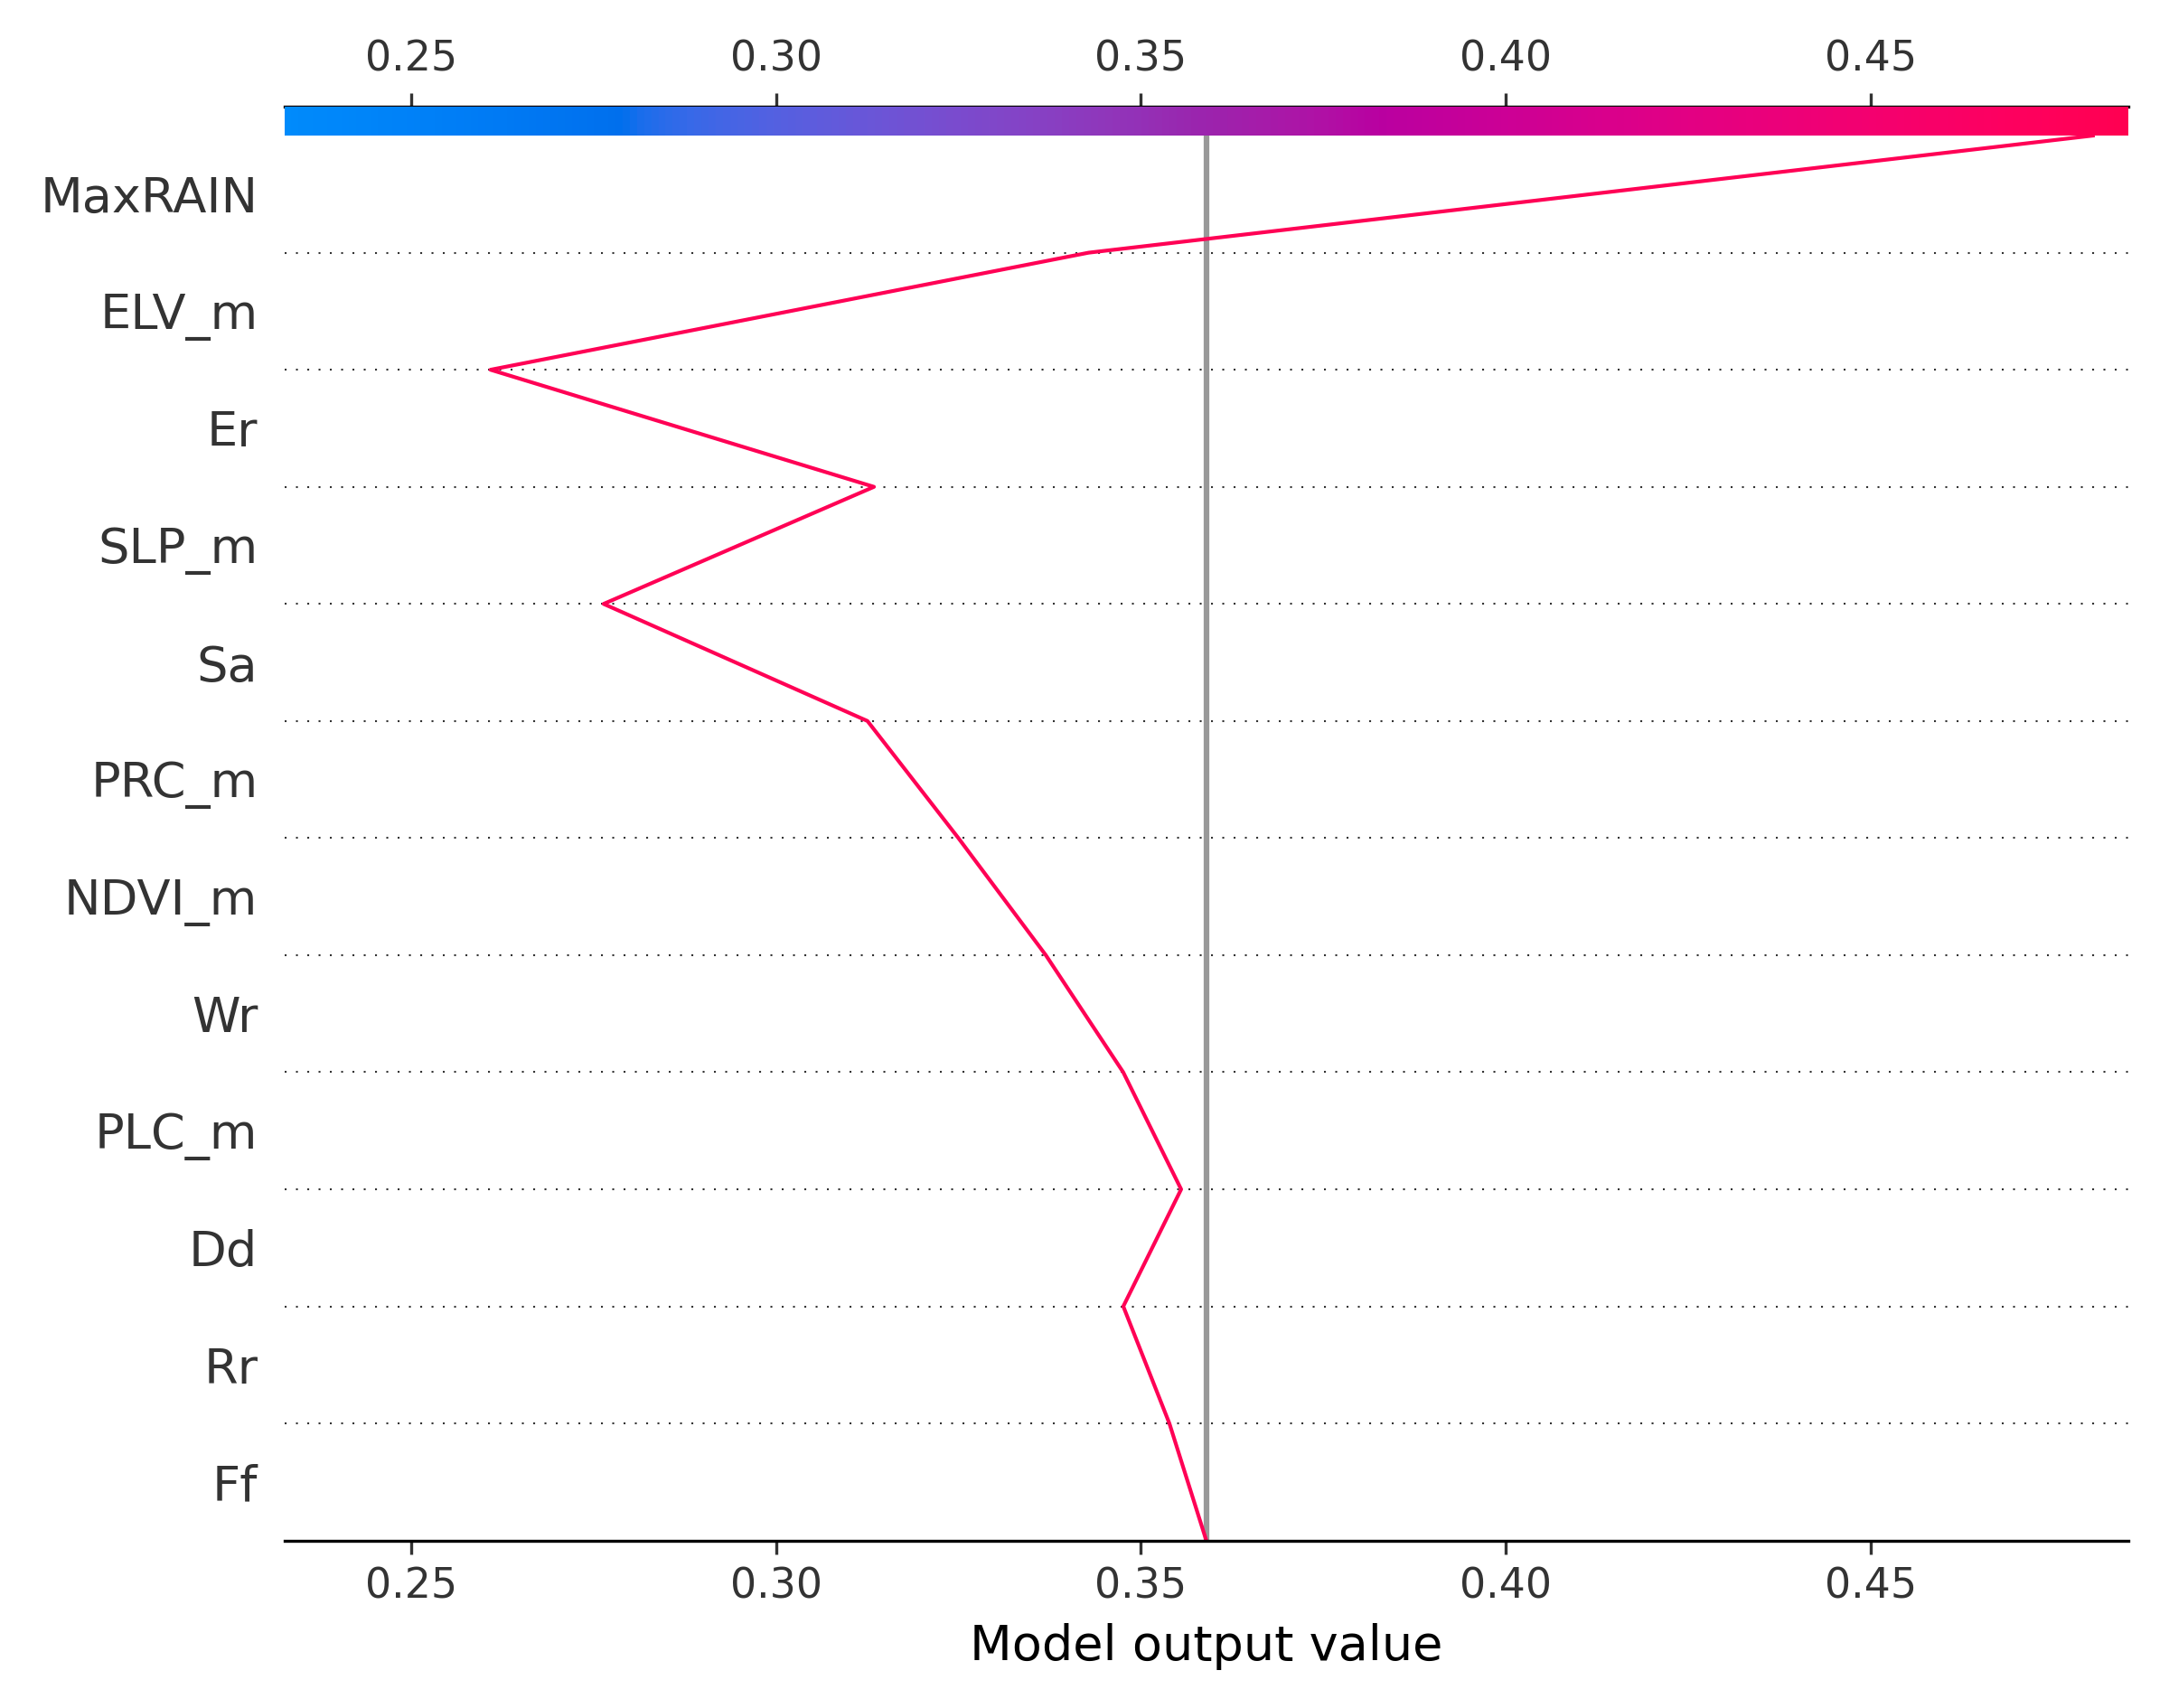 0.25 0.30 0.35 0.40 0.45
MaxRAIN
ELV_m
Er
SLP_m
Sa
PRC_m
NDVI_m
Wr
PLC_m
Dd
Rr
Ff
0.25 0.30 0.35 0.40 0.45
Model output value